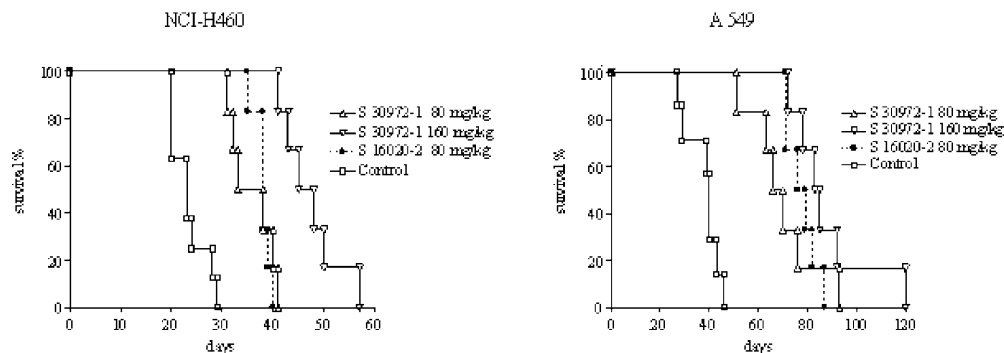 NCI-H460
survival %
100
80
60
40
20
0
0 10 20 30 40 50 60
days
S 30972-1 80 mg/kg
S 30972-1 160 mg/kg
S 16020-2 80 mg/kg
Control
A 549
survival %
100
80
60
40
20
0
0 20 40 60 80 100 120
days
S 30972-1 80 mg/kg
S 30972-1 160 mg/kg
S 16020-2 80 mg/kg
Control